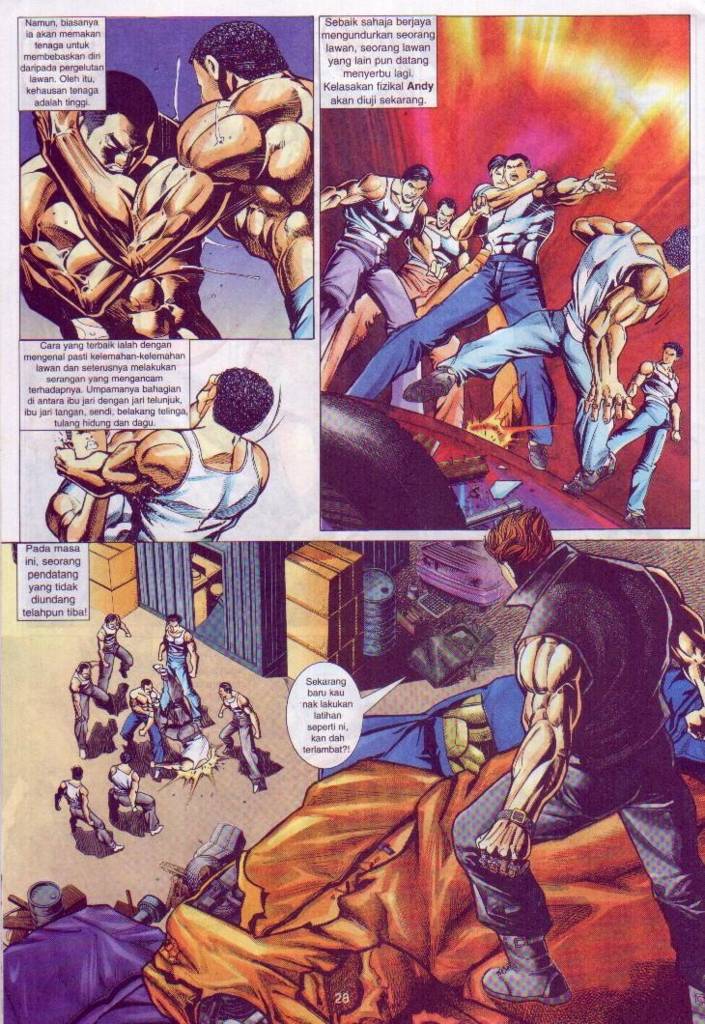 Namun, biasanya
ia akan memakan
tenaga untuk
membebaskan diri
daripada pergelutan
lawan. Oleh itu,
kehausan tenaga
adalah tinggi.
Sebaik sahaja berjaya
mengundurkan seorang
lawan, seorang lawan
yang lain pun datang
menyerbu lagi.
Kelasakan fizikal Andy
akan diuji sekarang.
Cara yang terbaik ialah dengan
mengenal pasti kelemahan-kelemahan
lawan dan seterusnya melakukan
serangan yang mengancam
terhadapnya. Umpamanya bahagian
di antara ibu jari dengan jari telunjuk,
ibu jari tangan, sendi, belakang telinga,
tulang hidung dan dagu.
Pada masa
ini, seorang
pendatang
yang tidak
diundang
telahpun tiba!
Sekarang
baru kau
nak lakukan
latihan
seperti ni,
kan dah
terlambat?!
28